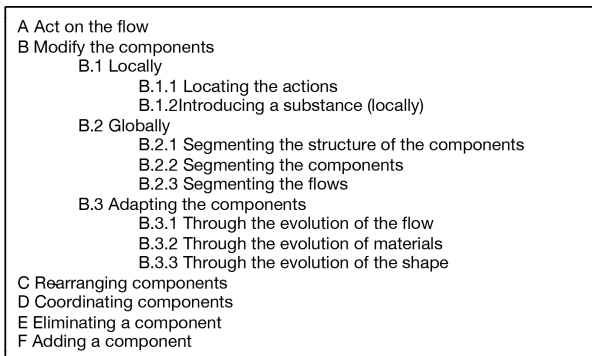 A Act on the flow
B Modify the components
B.1 Locally
B.1.1 Locating the actions
B.1.2Introducing a substance (locally)
B.2 Globally
B.2.1 Segmenting the structure of the components
B.2.2 Segmenting the components
B.2.3 Segmenting the flows
B.3 Adapting the components
B.3.1 Through the evolution of the flow
B.3.2 Through the evolution of materials
B.3.3 Through the evolution of the shape
C Rearranging components
D Coordinating components
E Eliminating a component
F Adding a component